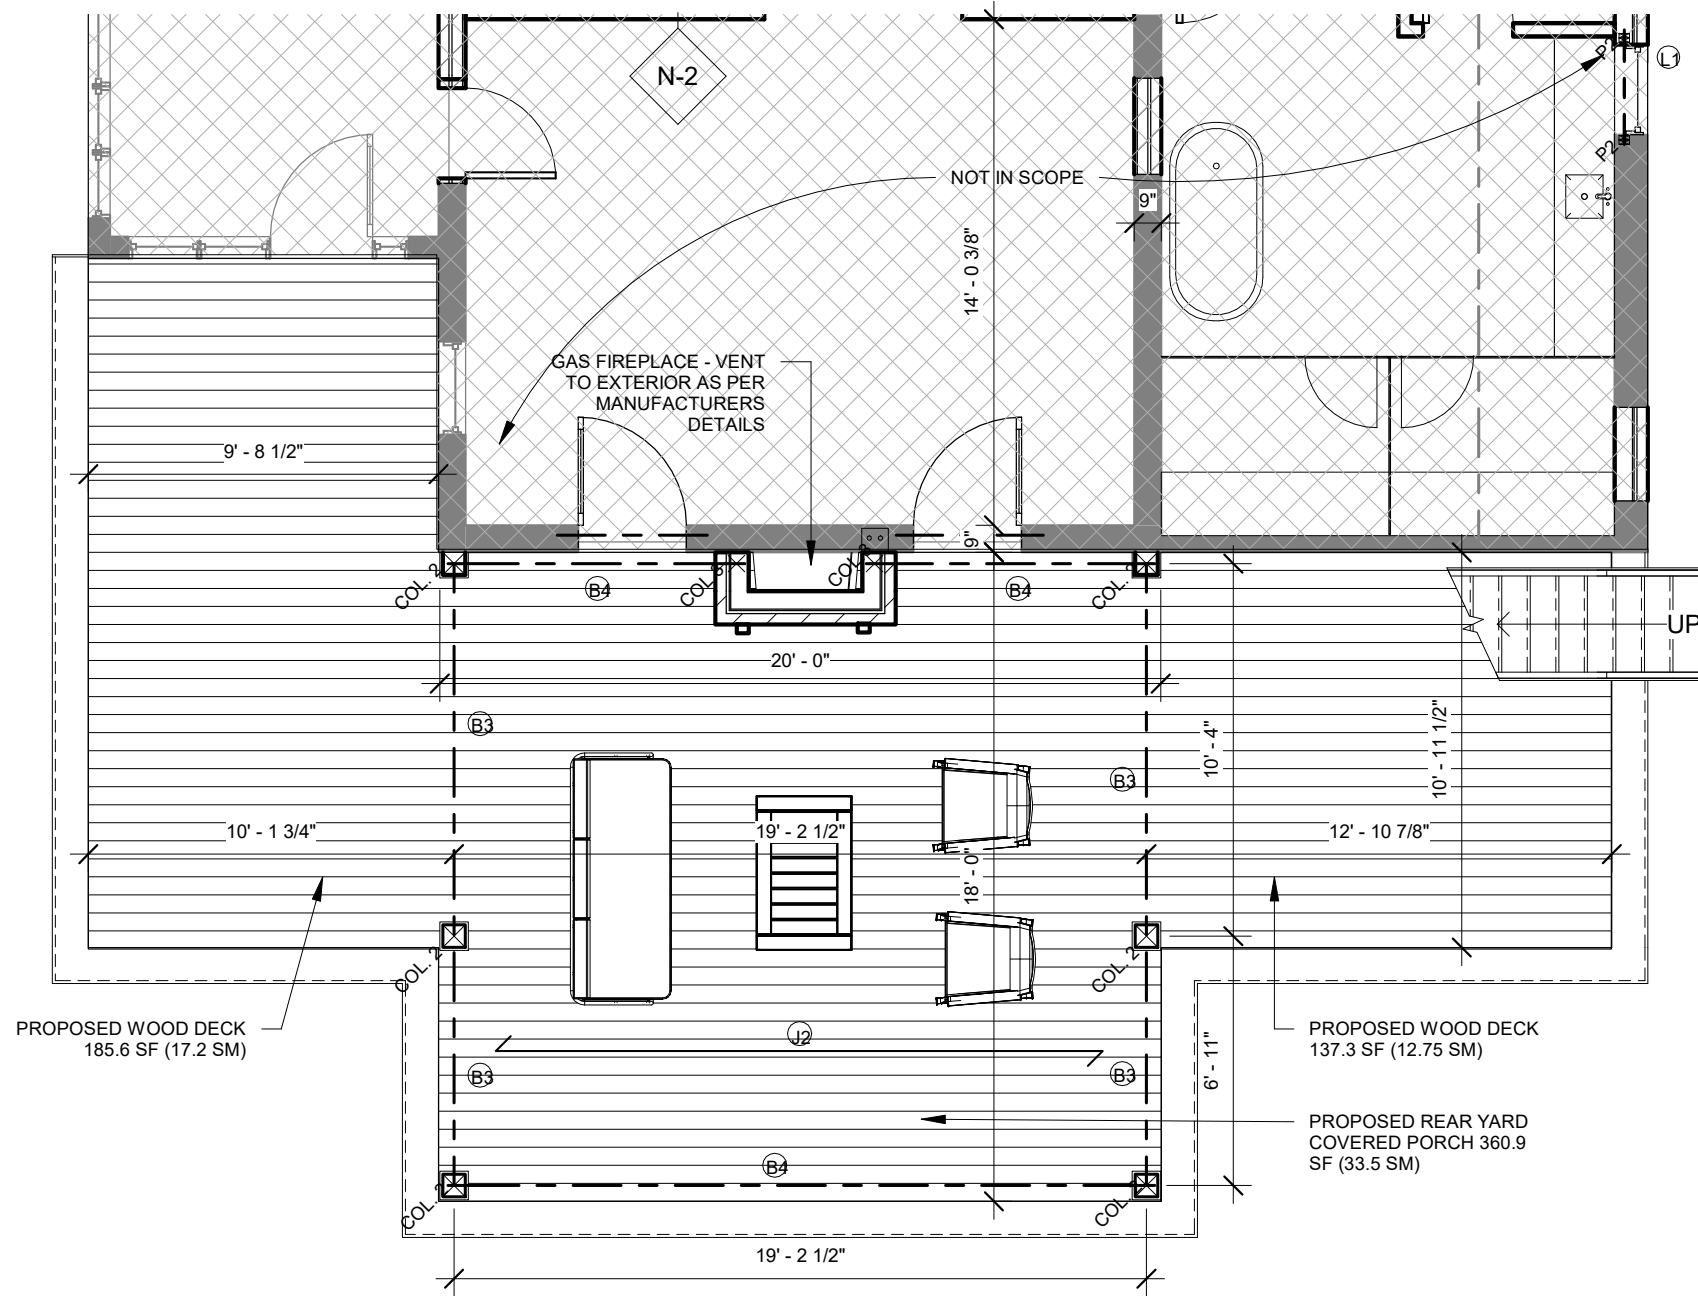 N-2
P2
L1
P2
NOT IN SCOPE
9"
14' - 0 3/8"
GAS FIREPLACE - VENT
TO EXTERIOR AS PER
MANUFACTURERS
DETAILS
9' - 8 1/2"
9"
COL. 2
B4
COL. 3
COL.
B4
COL. 2
UP
20' - 0"
B3
10' - 4"
10' - 11 1/2"
B3
10' - 1 3/4"
19' - 2 1/2"
12' - 10 7/8"
18' - 0"
COL. 2
COL. 2
PROPOSED WOOD DECK
185.6 SF (17.2 SM)
J2
PROPOSED WOOD DECK
137.3 SF (12.75 SM)
B3
B3
6' - 11"
PROPOSED REAR YARD
COVERED PORCH 360.9
SF (33.5 SM)
B4
COL. 2
COL. 2
19' - 2 1/2"